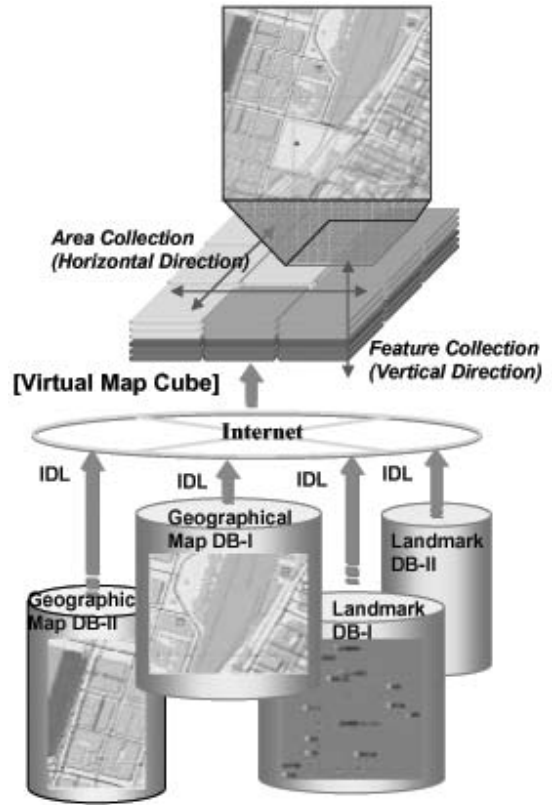 Area Collection
(Horizontal Direction)
Feature Collection
(Vertical Direction)
[Virtual Map Cube]
Internet
IDL
IDL
IDL
IDL
Geographical
Map DB-I
Landmark
DB-II
Geographic
Map DB-II
Landmark
DB-I